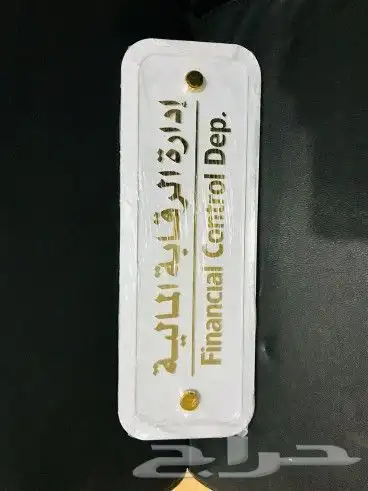 إدارة الرقابة المالية
Financial Control Dep.
حراج